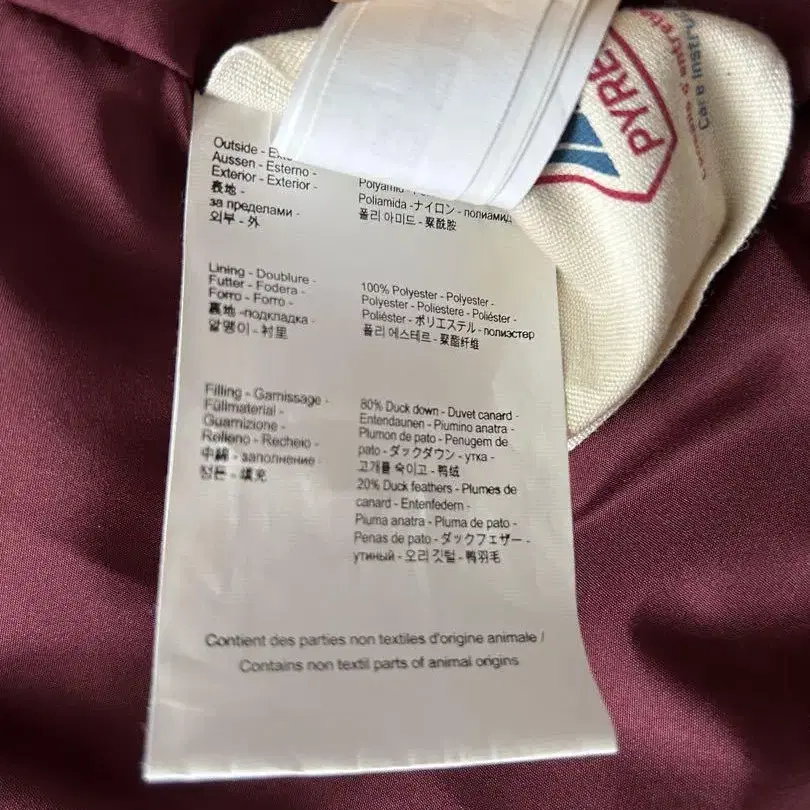 PYRE
Care Instru
& entreti
Outside - Ex
Aussen - Esterno -
Exterior - Exterior -
表地 -
за пределами -
외부 - 外
Polyamid
Poliamida -ナイロン - полиамид
폴리 아미드 - 聚酰胺
Lining - Doublure -
Futter - Fodera -
Forro - Forro -
裏地 -подкладка -
알맹이 - 衬里
100% Polyester - Polyester -
Polyester - Poliestere - Poliéster -
Poliéster - ポリエステル - полиэстер
폴리 에스테르 - 聚酯纤维
Filling - Garnissage -
Füllmaterial -
Guarnizione -
Relleno - Recheio -
中綿 - заполнение -
충전 - 填充
80% Duck down - Duvet canard -
Entendaunen - Piumino anatra -
Plumon de pato - Penugem de
pato - ダックダウン - утка -
고개를 숙이고 - 鸭绒
20% Duck feathers - Plumes de
canard - Entenfedern -
Piuma anatra - Pluma de pato -
Penas de pato - ダックフェザー -
утиный - 오리 깃털 - 鸭羽毛
Contient des parties non textiles d'origine animale /
Contains non textil parts of animal origins